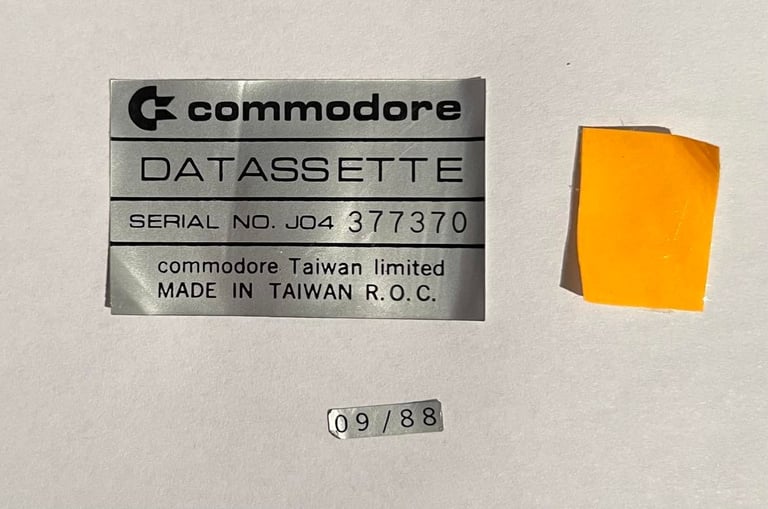 commodore
DATASSETTE
SERIAL NO. J04 377370
commodore Taiwan limited
MADE IN TAIWAN R.O.C.
09/88